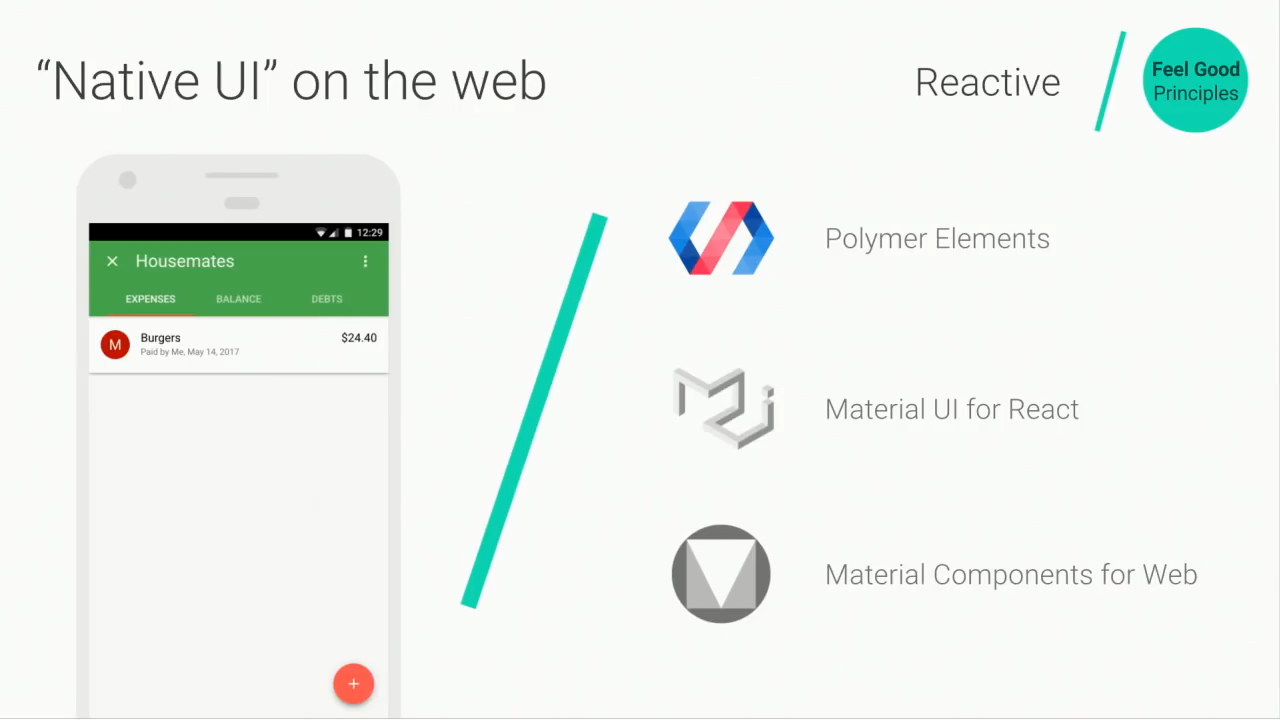 “Native UI” on the web
Reactive
Feel Good
Principles
12:29
Housemates
EXPENSES BALANCE DEBTS
M
Burgers
$24.40
Paid by Me, May 14, 2017
Polymer Elements
Material UI for React
Material Components for Web